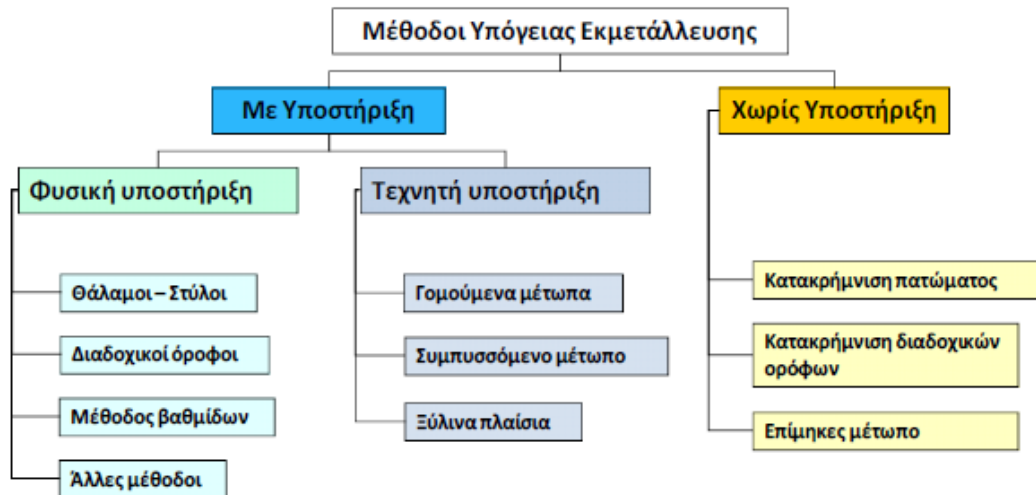 Μέθοδοι Υπόγειας Εκμετάλλευσης
Με Υποστήριξη
Χωρίς Υποστήριξη
Φυσική υποστήριξη
Τεχνητή υποστήριξη
Θάλαμοι – Στύλοι
Διαδοχικοί όροφοι
Μέθοδος βαθμίδων
Άλλες μέθοδοι
Γομούμενα μέτωπα
Συμπυσσόμενο μέτωπο
Ξύλινα πλαίσια
Κατακρήμνιση πατώματος
Κατακρήμνιση διαδοχικών
ορόφων
Επίμηκες μέτωπο